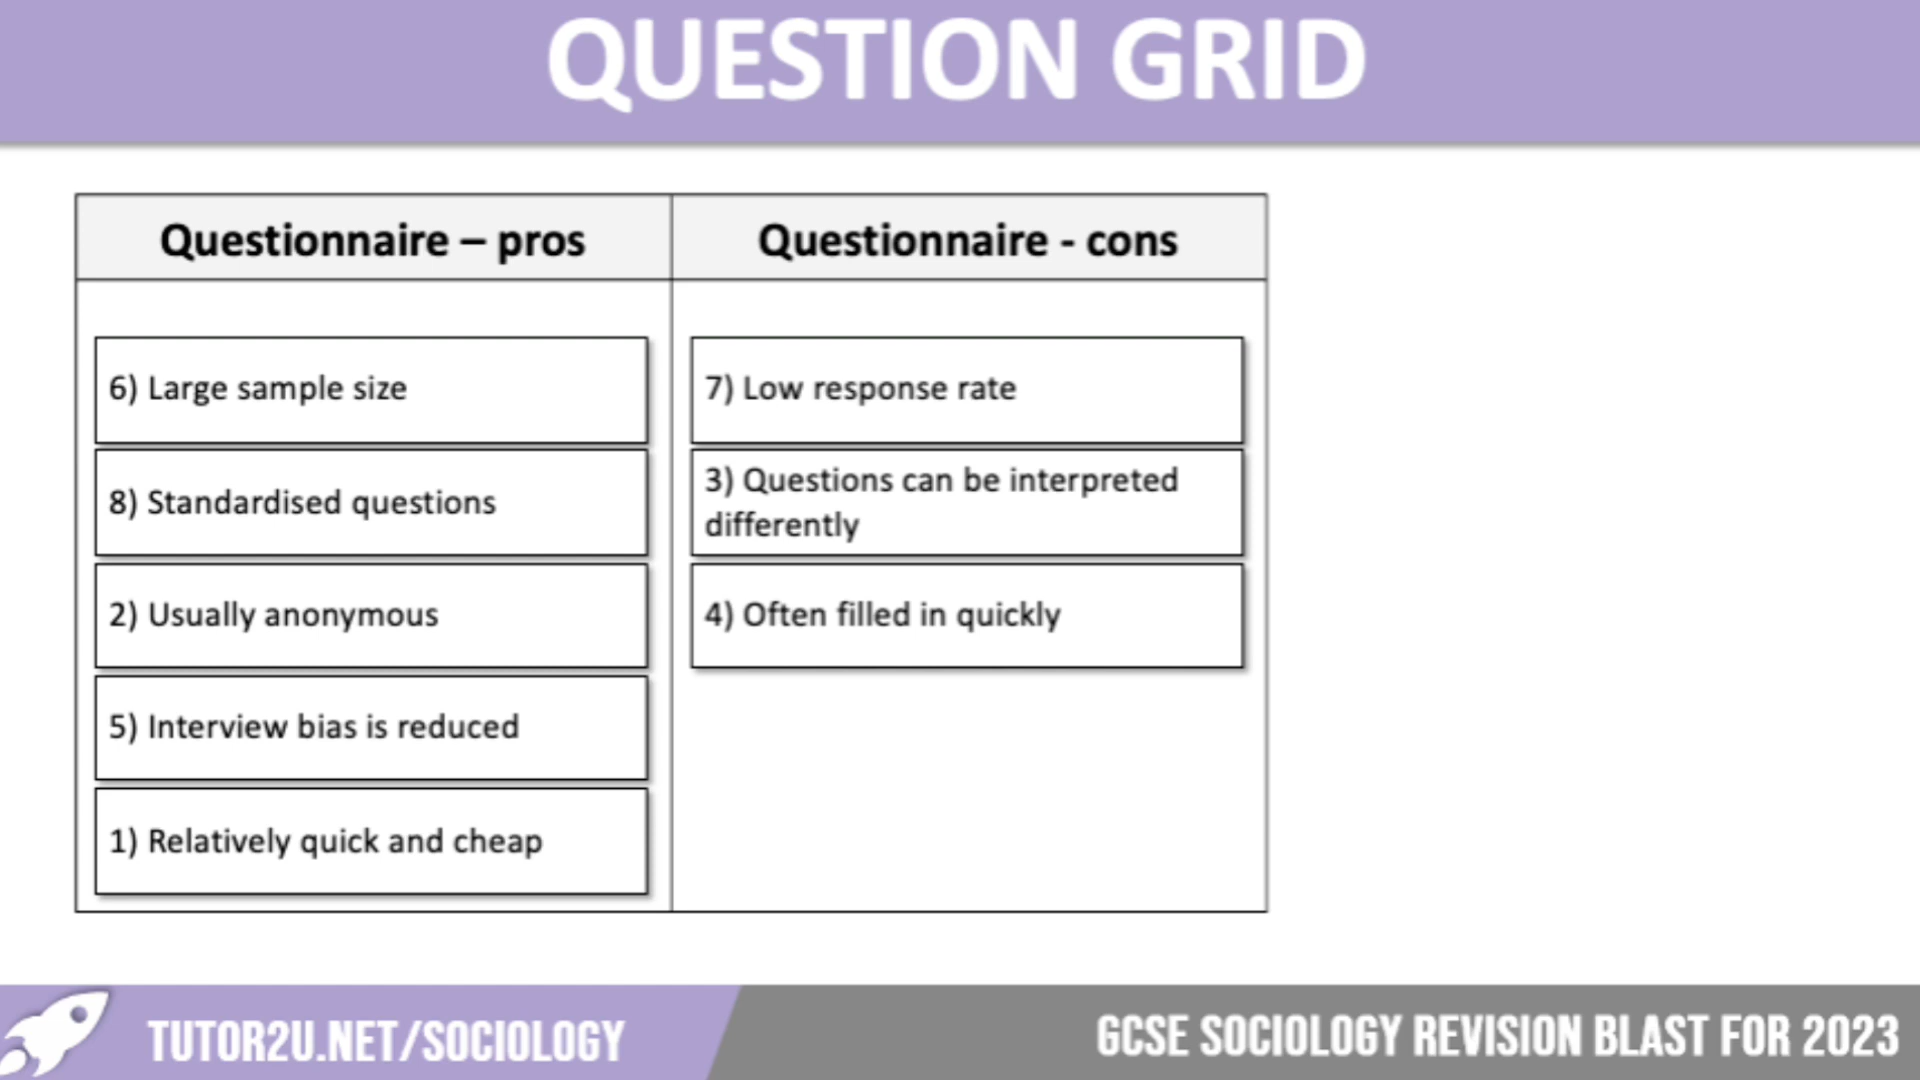 QUESTION GRID
Questionnaire – pros
Questionnaire - cons
6) Large sample size
7) Low response rate
8) Standardised questions
3) Questions can be interpreted
differently
2) Usually anonymous
4) Often filled in quickly
5) Interview bias is reduced
1) Relatively quick and cheap
TUTOR2U.NET/SOCIOLOGY
GCSE SOCIOLOGY REVISION BLAST FOR 2023